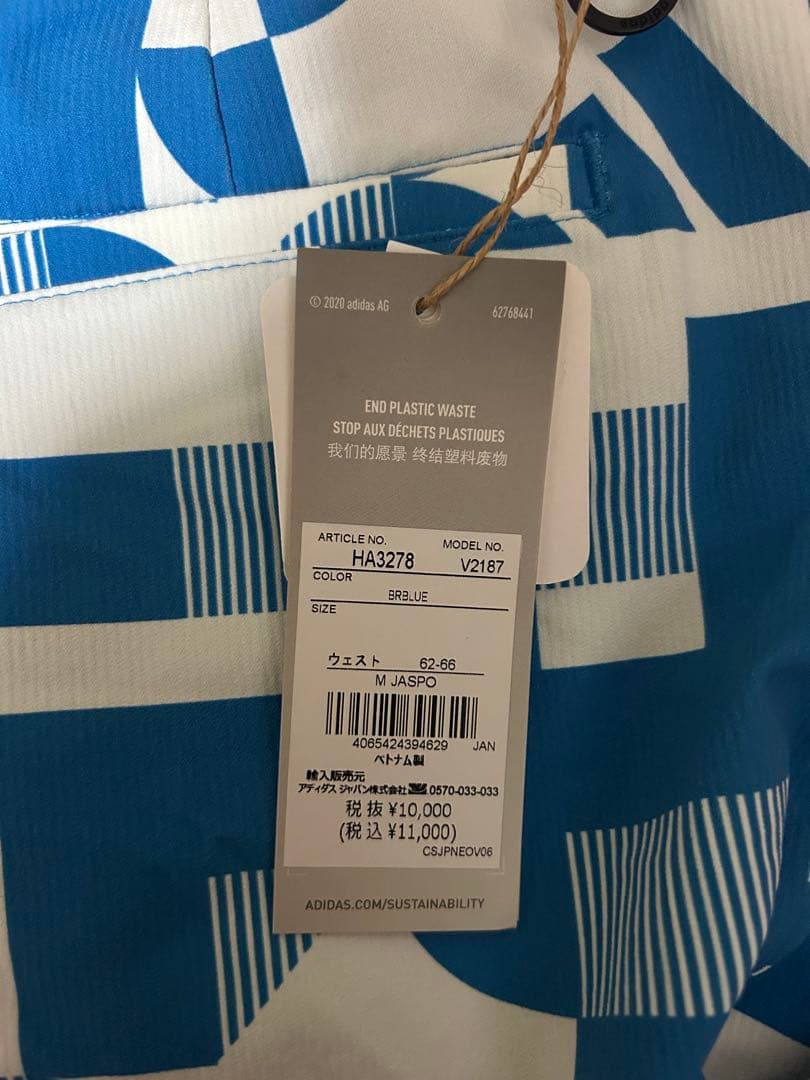 adidas
© 2020 adidas AG
62768441
END PLASTIC WASTE
STOP AUX DÉCHETS PLASTIQUES
我们的愿景 终结塑料废物
ARTICLE NO.
MODEL NO.
HA3278
V2187
COLOR
BRBLUE
SIZE
ウェスト 62-66
M JASPO
4065424394629 JAN
ベトナム製
輸入販売元
アディダス ジャパン株式会社 0570-033-033
税抜 ¥10,000
(税込 ¥11,000)
CSJPNEOV06
ADIDAS.COM/SUSTAINABILITY